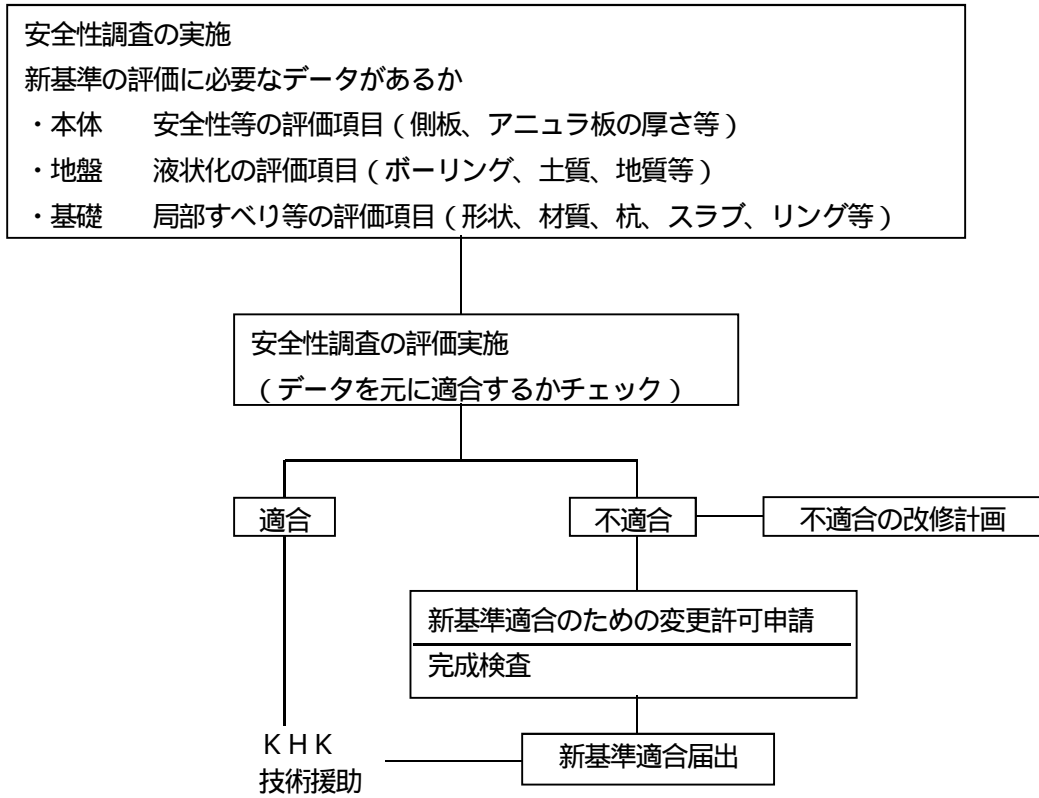 安全性調査の実施
新基準の評価に必要なデータがあるか
・本体　　安全性等の評価項目（側板、アニュラ板の厚さ等）
・地盤　　液状化の評価項目（ボーリング、土質、地質等）
・基礎　　局部すべり等の評価項目（形状、材質、杭、スラブ、リング等）
安全性調査の評価実施
（データを元に適合するかチェック）
適合
不適合
不適合の改修計画
新基準適合のための変更許可申請
完成検査
ＫＨＫ
技術援助
新基準適合届出